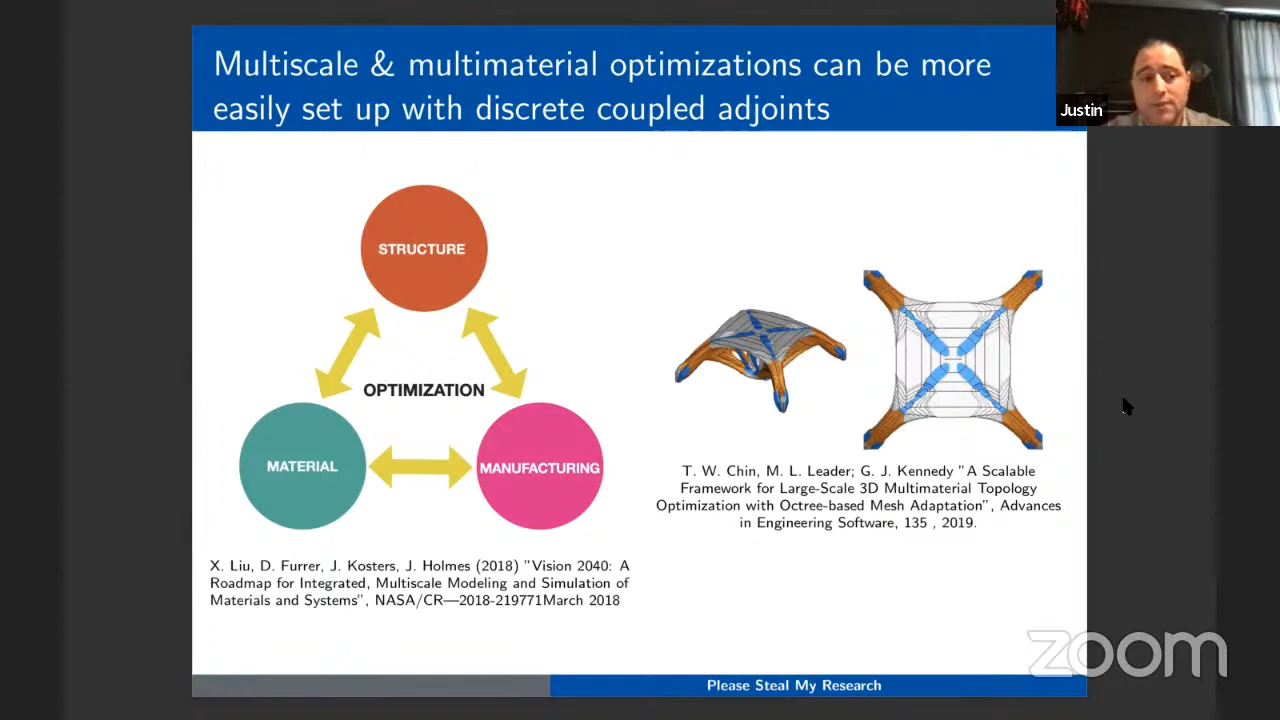 Multiscale & multimaterial optimizations can be more
easily set up with discrete coupled adjoints
Justin
STRUCTURE
OPTIMIZATION
MATERIAL
MANUFACTURING
X. Liu, D. Furrer, J. Kosters, J. Holmes (2018) "Vision 2040: A
Roadmap for Integrated, Multiscale Modeling and Simulation of
Materials and Systems", NASA/CR—2018-219771March 2018
T. W. Chin, M. L. Leader; G. J. Kennedy "A Scalable
Framework for Large-Scale 3D Multimaterial Topology
Optimization with Octree-based Mesh Adaptation", Advances
in Engineering Software, 135 , 2019.
zoom
Please Steal My Research